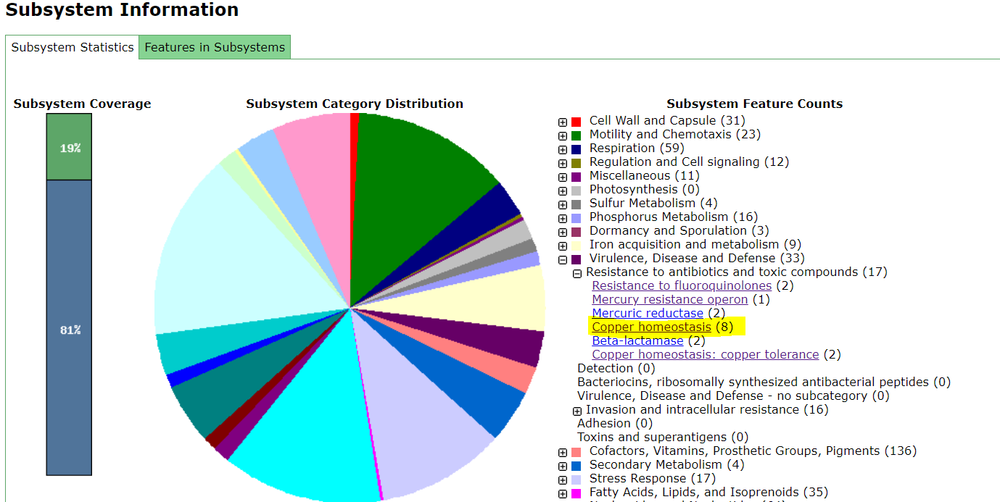 Subsystem Information
Subsystem Statistics
Features in Subsystems
Subsystem Coverage
19%
81%
Subsystem Category Distribution
Subsystem Feature Counts
Cell Wall and Capsule (31)
Motility and Chemotaxis (23)
Respiration (59)
Regulation and Cell signaling (12)
Miscellaneous (11)
Photosynthesis (0)
Sulfur Metabolism (4)
Phosphorus Metabolism (16)
Dormancy and Sporulation (3)
Iron acquisition and metabolism (9)
Virulence, Disease and Defense (33)
Resistance to antibiotics and toxic compounds (17)
Resistance to fluoroquinolones (2)
Mercury resistance operon (1)
Mercuric reductase (2)
Copper homeostasis (8)
Beta-lactamase (2)
Copper homeostasis: copper tolerance (2)
Detection (0)
Bacteriocins, ribosomally synthesized antibacterial peptides (0)
Virulence, Disease and Defense - no subcategory (0)
Invasion and intracellular resistance (16)
Adhesion (0)
Toxins and superantigens (0)
Cofactors, Vitamins, Prosthetic Groups, Pigments (136)
Secondary Metabolism (4)
Stress Response (17)
Fatty Acids, Lipids, and Isoprenoids (35)